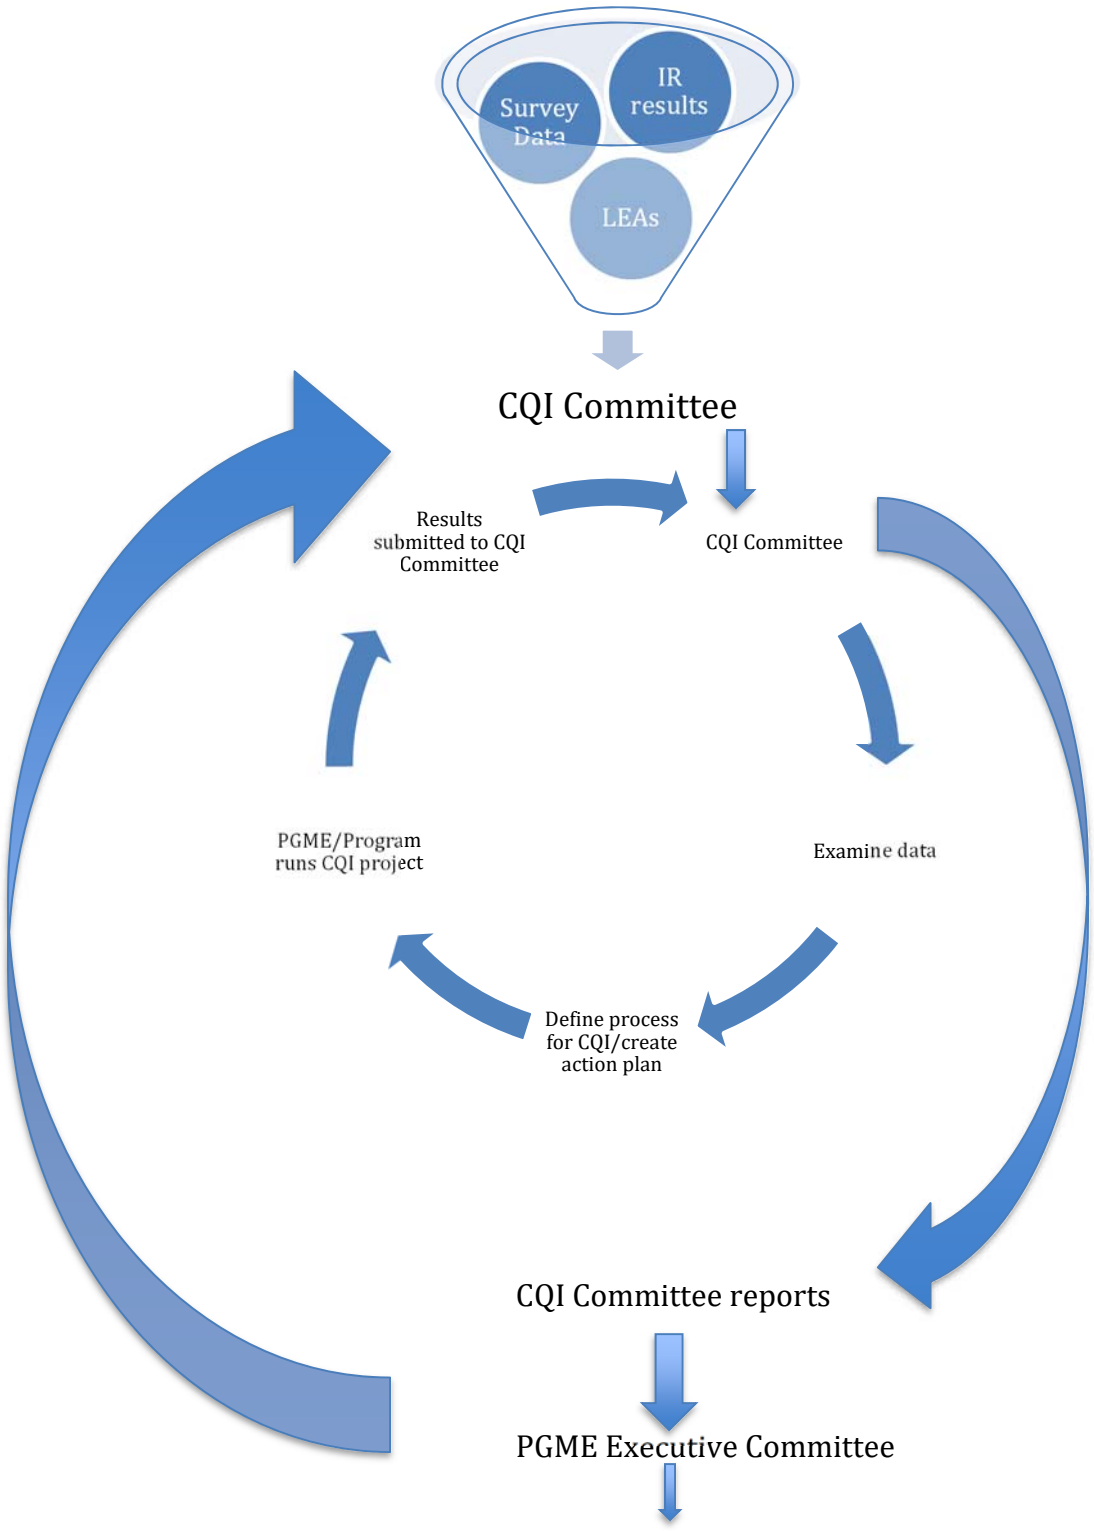 IR
results
Survey
Data
LEAs
CQI Committee
Results
submitted to CQI
Committee
CQI Committee
PGME/Program
runs CQI project
Examine data
Define process
for CQI/create
action plan
CQI Committee reports
PGME Executive Committee